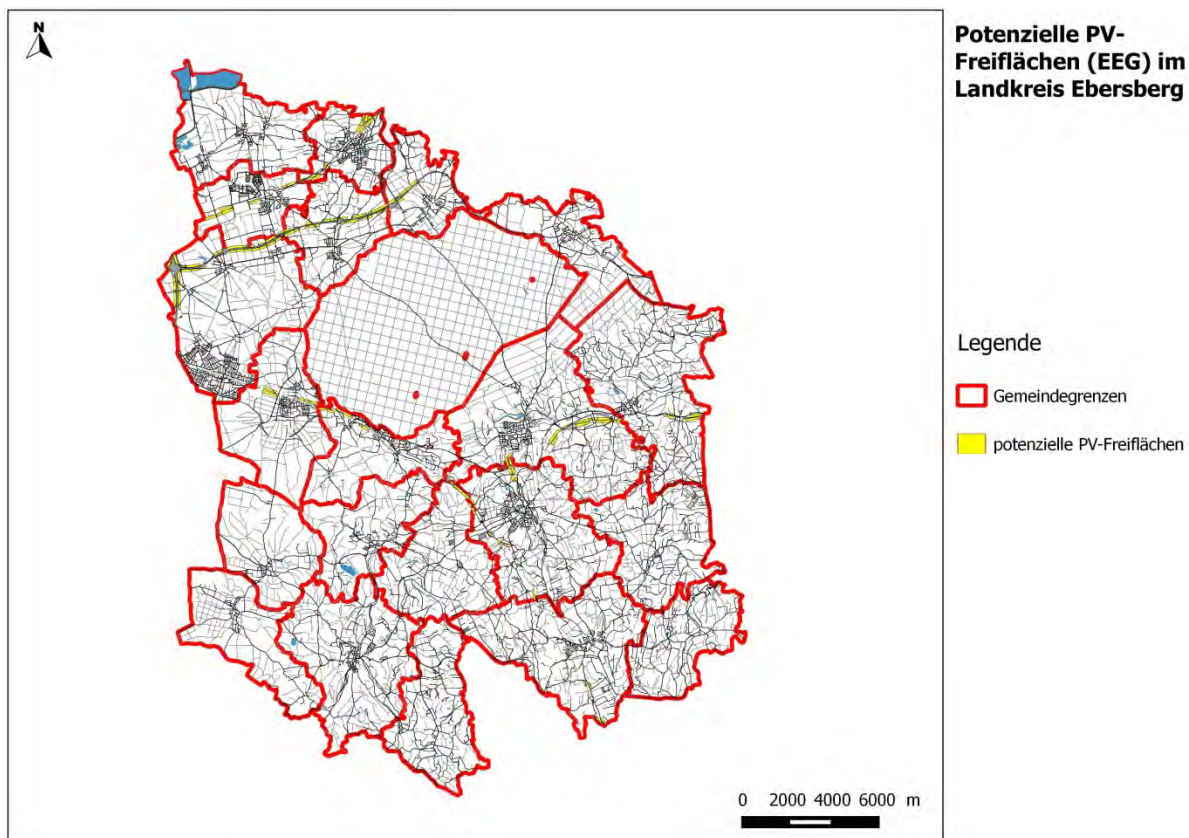 N
Potenzielle PV-
Freiflächen (EEG) im
Landkreis Ebersberg
Legende
Gemeindegrenzen
potenzielle PV-Freiflächen
0 2000 4000 6000 m